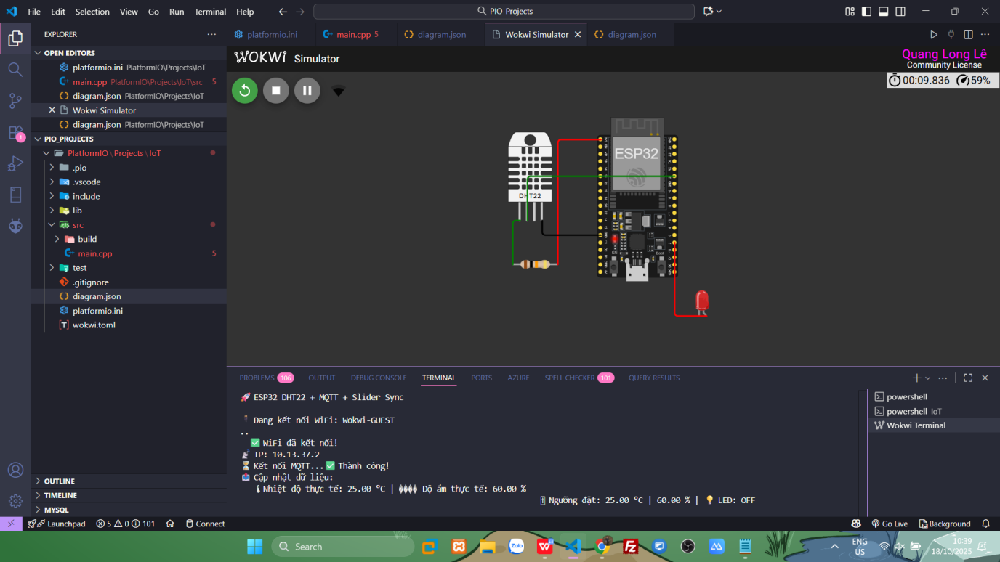 File Edit Selection View Go Run Terminal Help
PIO_Projects
EXPLORER
platformio.ini
main.cpp 5
diagram.json
Wokwi Simulator
diagram.json
OPEN EDITORS
platformio.ini PlatformIO\Projects\IoT
main.cpp PlatformIO\Projects\IoT\src 5
diagram.json PlatformIO\Projects\IoT
Wokwi Simulator
diagram.json PlatformIO\Projects\IoT
PIO_PROJECTS
PlatformIO\Projects\IoT
.pio
.vscode
include
lib
src
build
main.cpp 5
test
.gitignore
diagram.json
platformio.ini
wokwi.toml
OUTLINE
TIMELINE
MYSQL
1
WOKWI Simulator
Quang Long Lê
Community License
00:09.836 59%
ESP32
DHT22
EN
Boot
PROBLEMS 106 OUTPUT DEBUG CONSOLE TERMINAL PORTS AZURE SPELL CHECKER 101 QUERY RESULTS
🚀 ESP32 DHT22 + MQTT + Slider Sync
Đang kết nối WiFi: Wokwi-GUEST
..
✅ WiFi đã kết nối!
IP: 10.13.37.2
⏳ Kết nối MQTT...✅ Thành công!
Cập nhật dữ liệu:
🌡Nhiệt độ thực tế: 25.00 °C | ���� Độ ẩm thực tế: 60.00 %
Ngưỡng đặt: 25.00 °C | 60.00 % | 💡 LED: OFF
powershell
powershell IoT
Wokwi Terminal
Launchpad 5 0 101 Connect
Go Live Background
Search
Zalo
ENG
US
10:39
18/10/2025